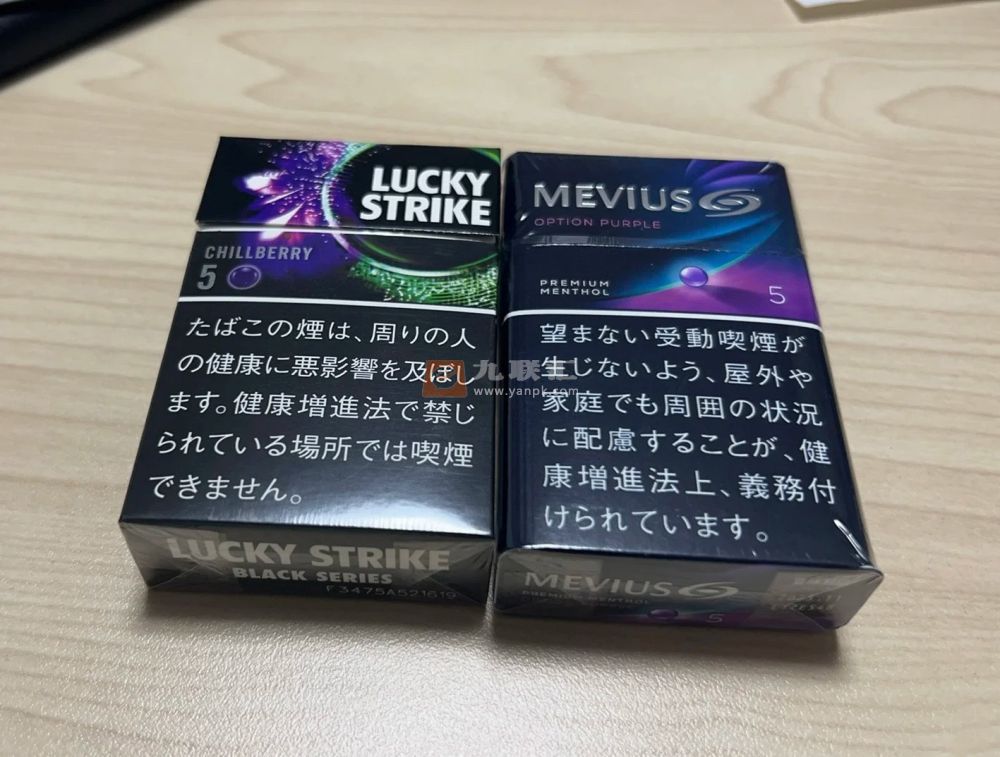 LUCKY
STRIKE
CHILLBERRY
5
たばこの煙は、周りの人
の健康に悪影響を及ぼし
ます。健康増進法で禁じ
られている場所では喫煙
できません。
LUCKY STRIKE
BLACK SERIES
F3475A521619
MEVIUS
OPTION PURPLE
PREMIUM
MENTHOL
5
望まない受動喫煙が
生じないよう、屋外や
家庭でも周囲の状況
に配慮することが、健
康増進法上、義務付
けられています。
MEVIUS
PREMIUM MENTHOL
5
九联汇
www.yanpk.com